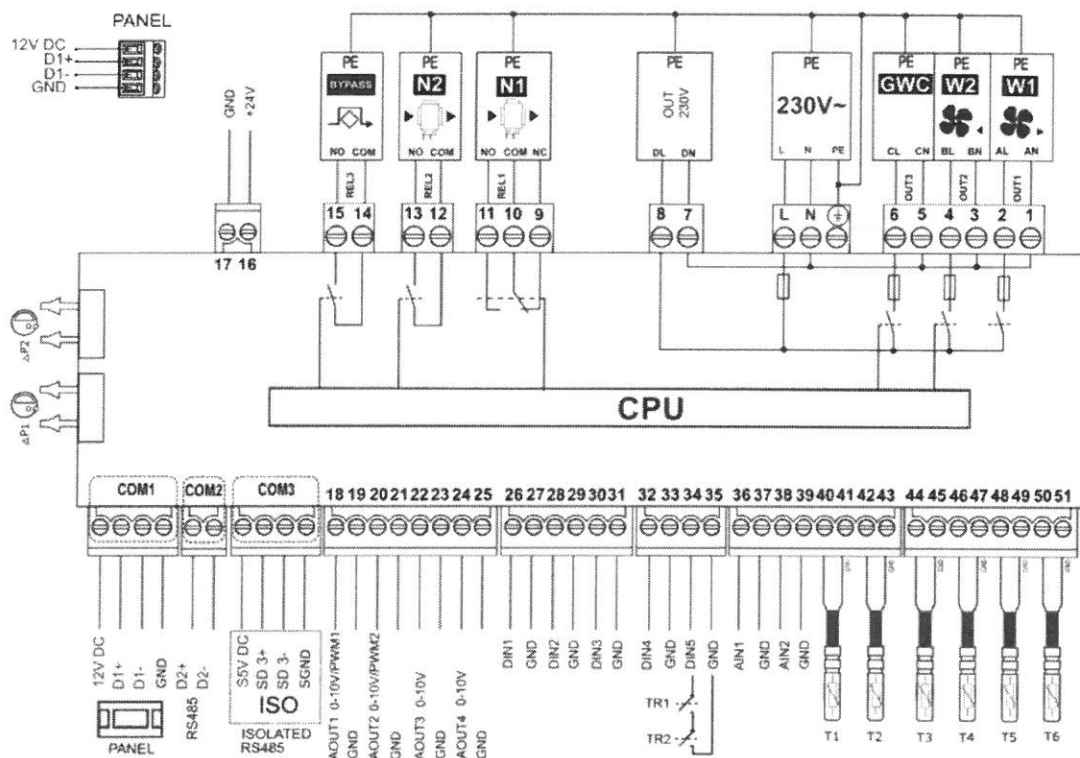 PANEL
12V DC
D1+
D1-
GND
GND
+24V
PE PE PE PE PE PE PE
BYPASS N2 N1 OUT 230V 230V~ GWC W2 W1
NO COM NO COM NO COM NC DL DN L N PE CL CN BL BN AL AN
REL3 REL2 REL1 OUT3 OUT2 OUT1
15 14 13 12 11 10 9 8 7 L N 6 5 4 3 2 1
17 16
ΔP2
ΔP1
CPU
COM1 COM2 COM3 18 19 20 21 22 23 24 25 26 27 28 29 30 31 32 33 34 35 36 37 38 39 40 41 42 43 44 45 46 47 48 49 50 51
GND GND GND GND GND GND
12V DC
D1+
D1-
GND
D2+
D2-
S5V DC
SD 3+
SD 3-
SGND
AOUT1 0-10V/PWM1
GND
AOUT2 0-10V/PWM2
GND
AOUT3 0-10V
GND
AOUT4 0-10V
GND
DIN1
GND
DIN2
GND
DIN3
GND
DIN4
GND
DIN5
GND
AIN1
GND
AIN2
GND
PANEL
RS485
ISO
ISOLATED
RS485
TR1
TR2
T1 T2 T3 T4 T5 T6